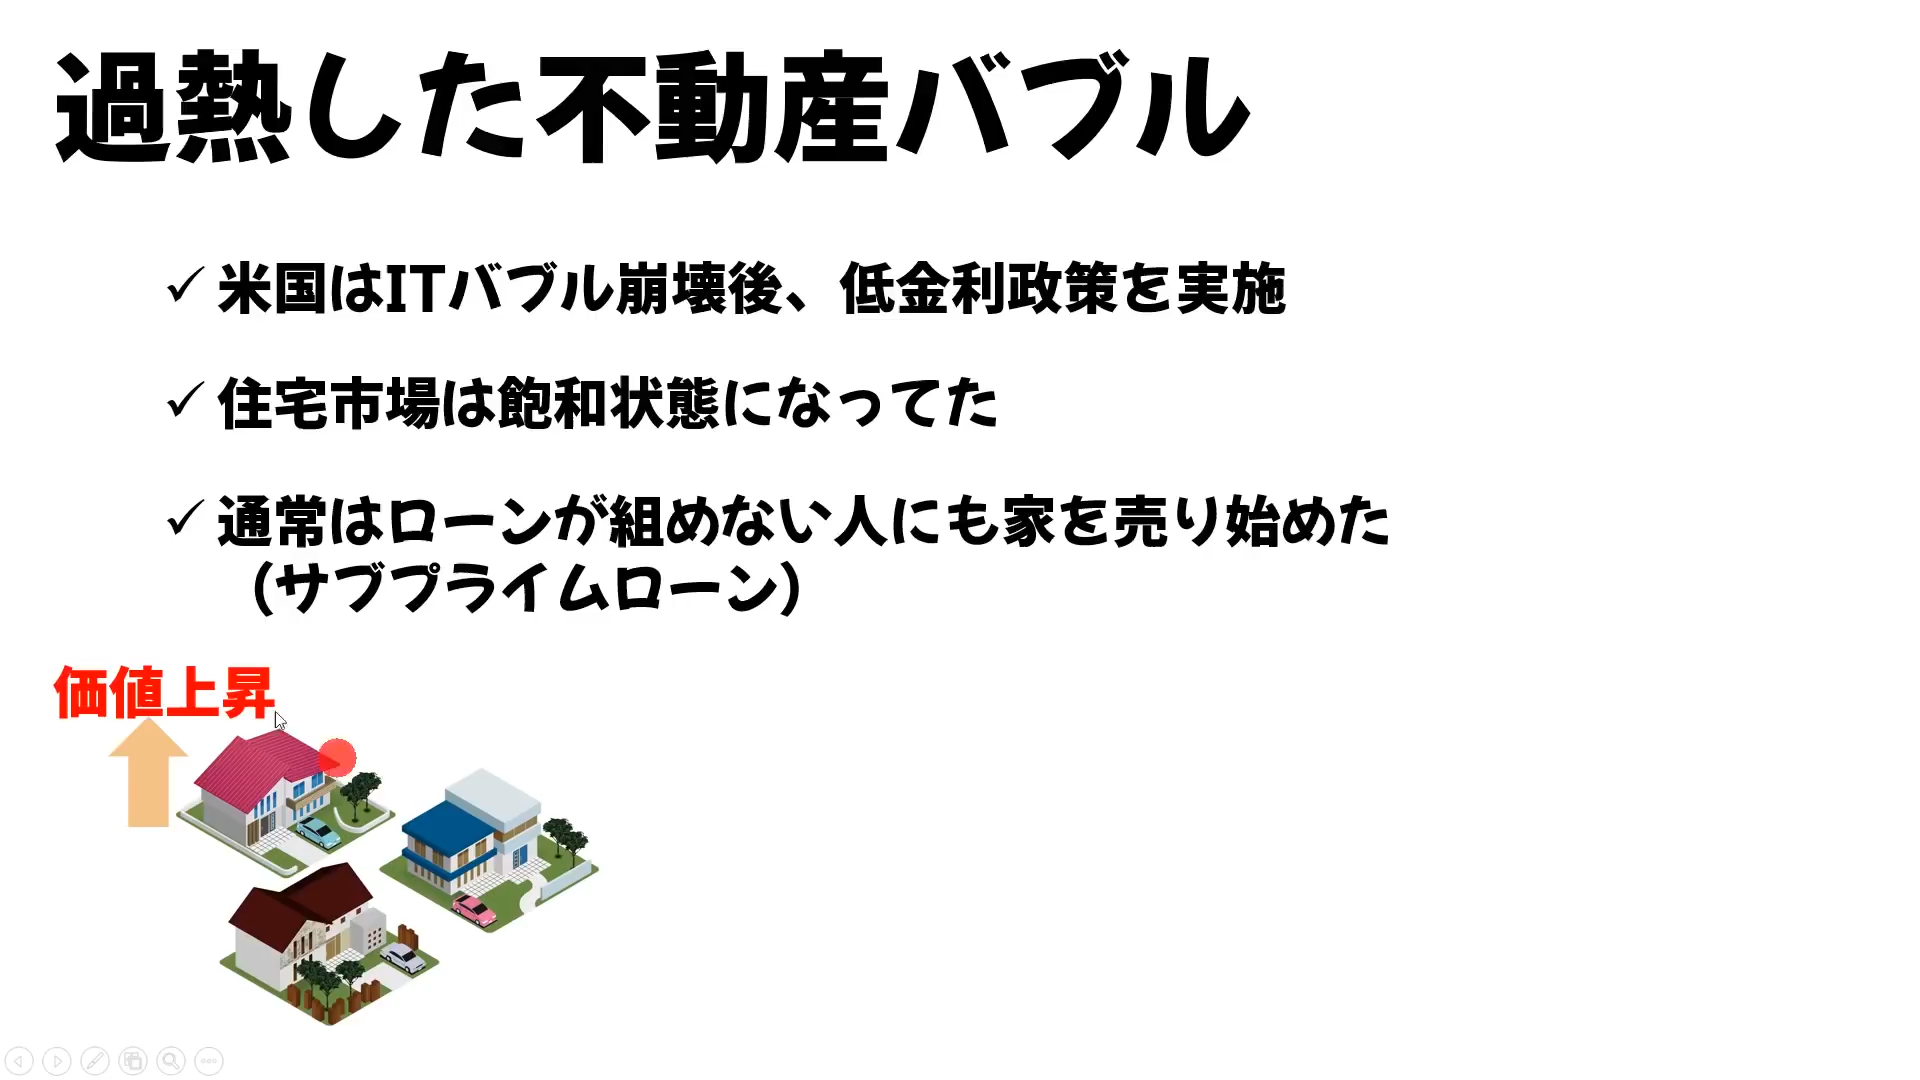 過熱した不動産バブル
✓ 米国はITバブル崩壊後、低金利政策を実施
✓ 住宅市場は飽和状態になってた
✓ 通常はローンが組めない人にも家を売り始めた
（サブプライムローン）
価値上昇